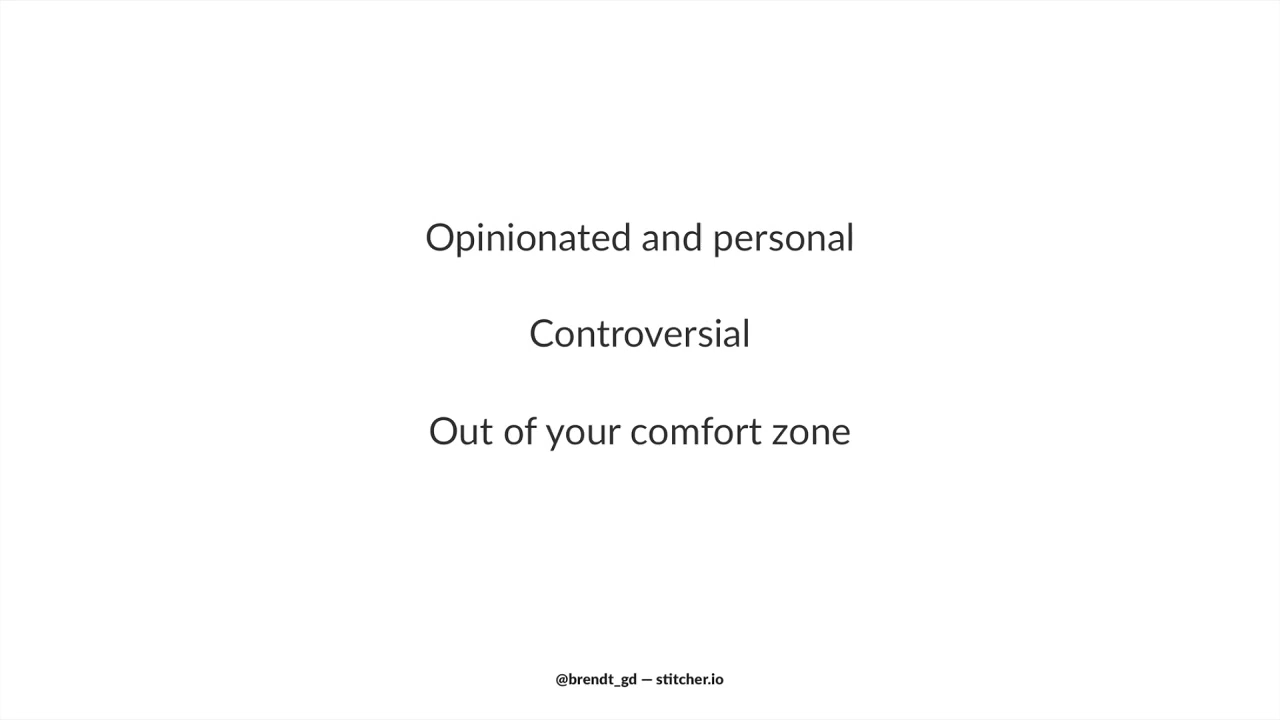 Opinionated and personal
Controversial
Out of your comfort zone
@brendt_gd — stitcher.io